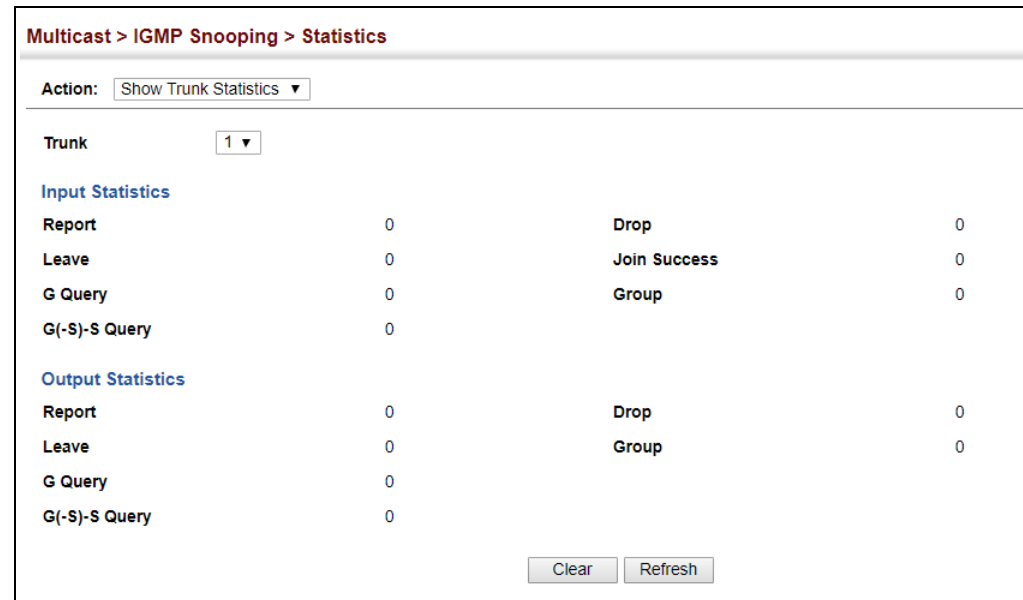 Multicast > IGMP Snooping > Statistics
Action: Show Trunk Statistics ▼
Trunk 1 ▼
Input Statistics
Report 0 Drop 0
Leave 0 Join Success 0
G Query 0 Group 0
G(-S)-S Query 0
Output Statistics
Report 0 Drop 0
Leave 0 Group 0
G Query 0
G(-S)-S Query 0
Clear Refresh